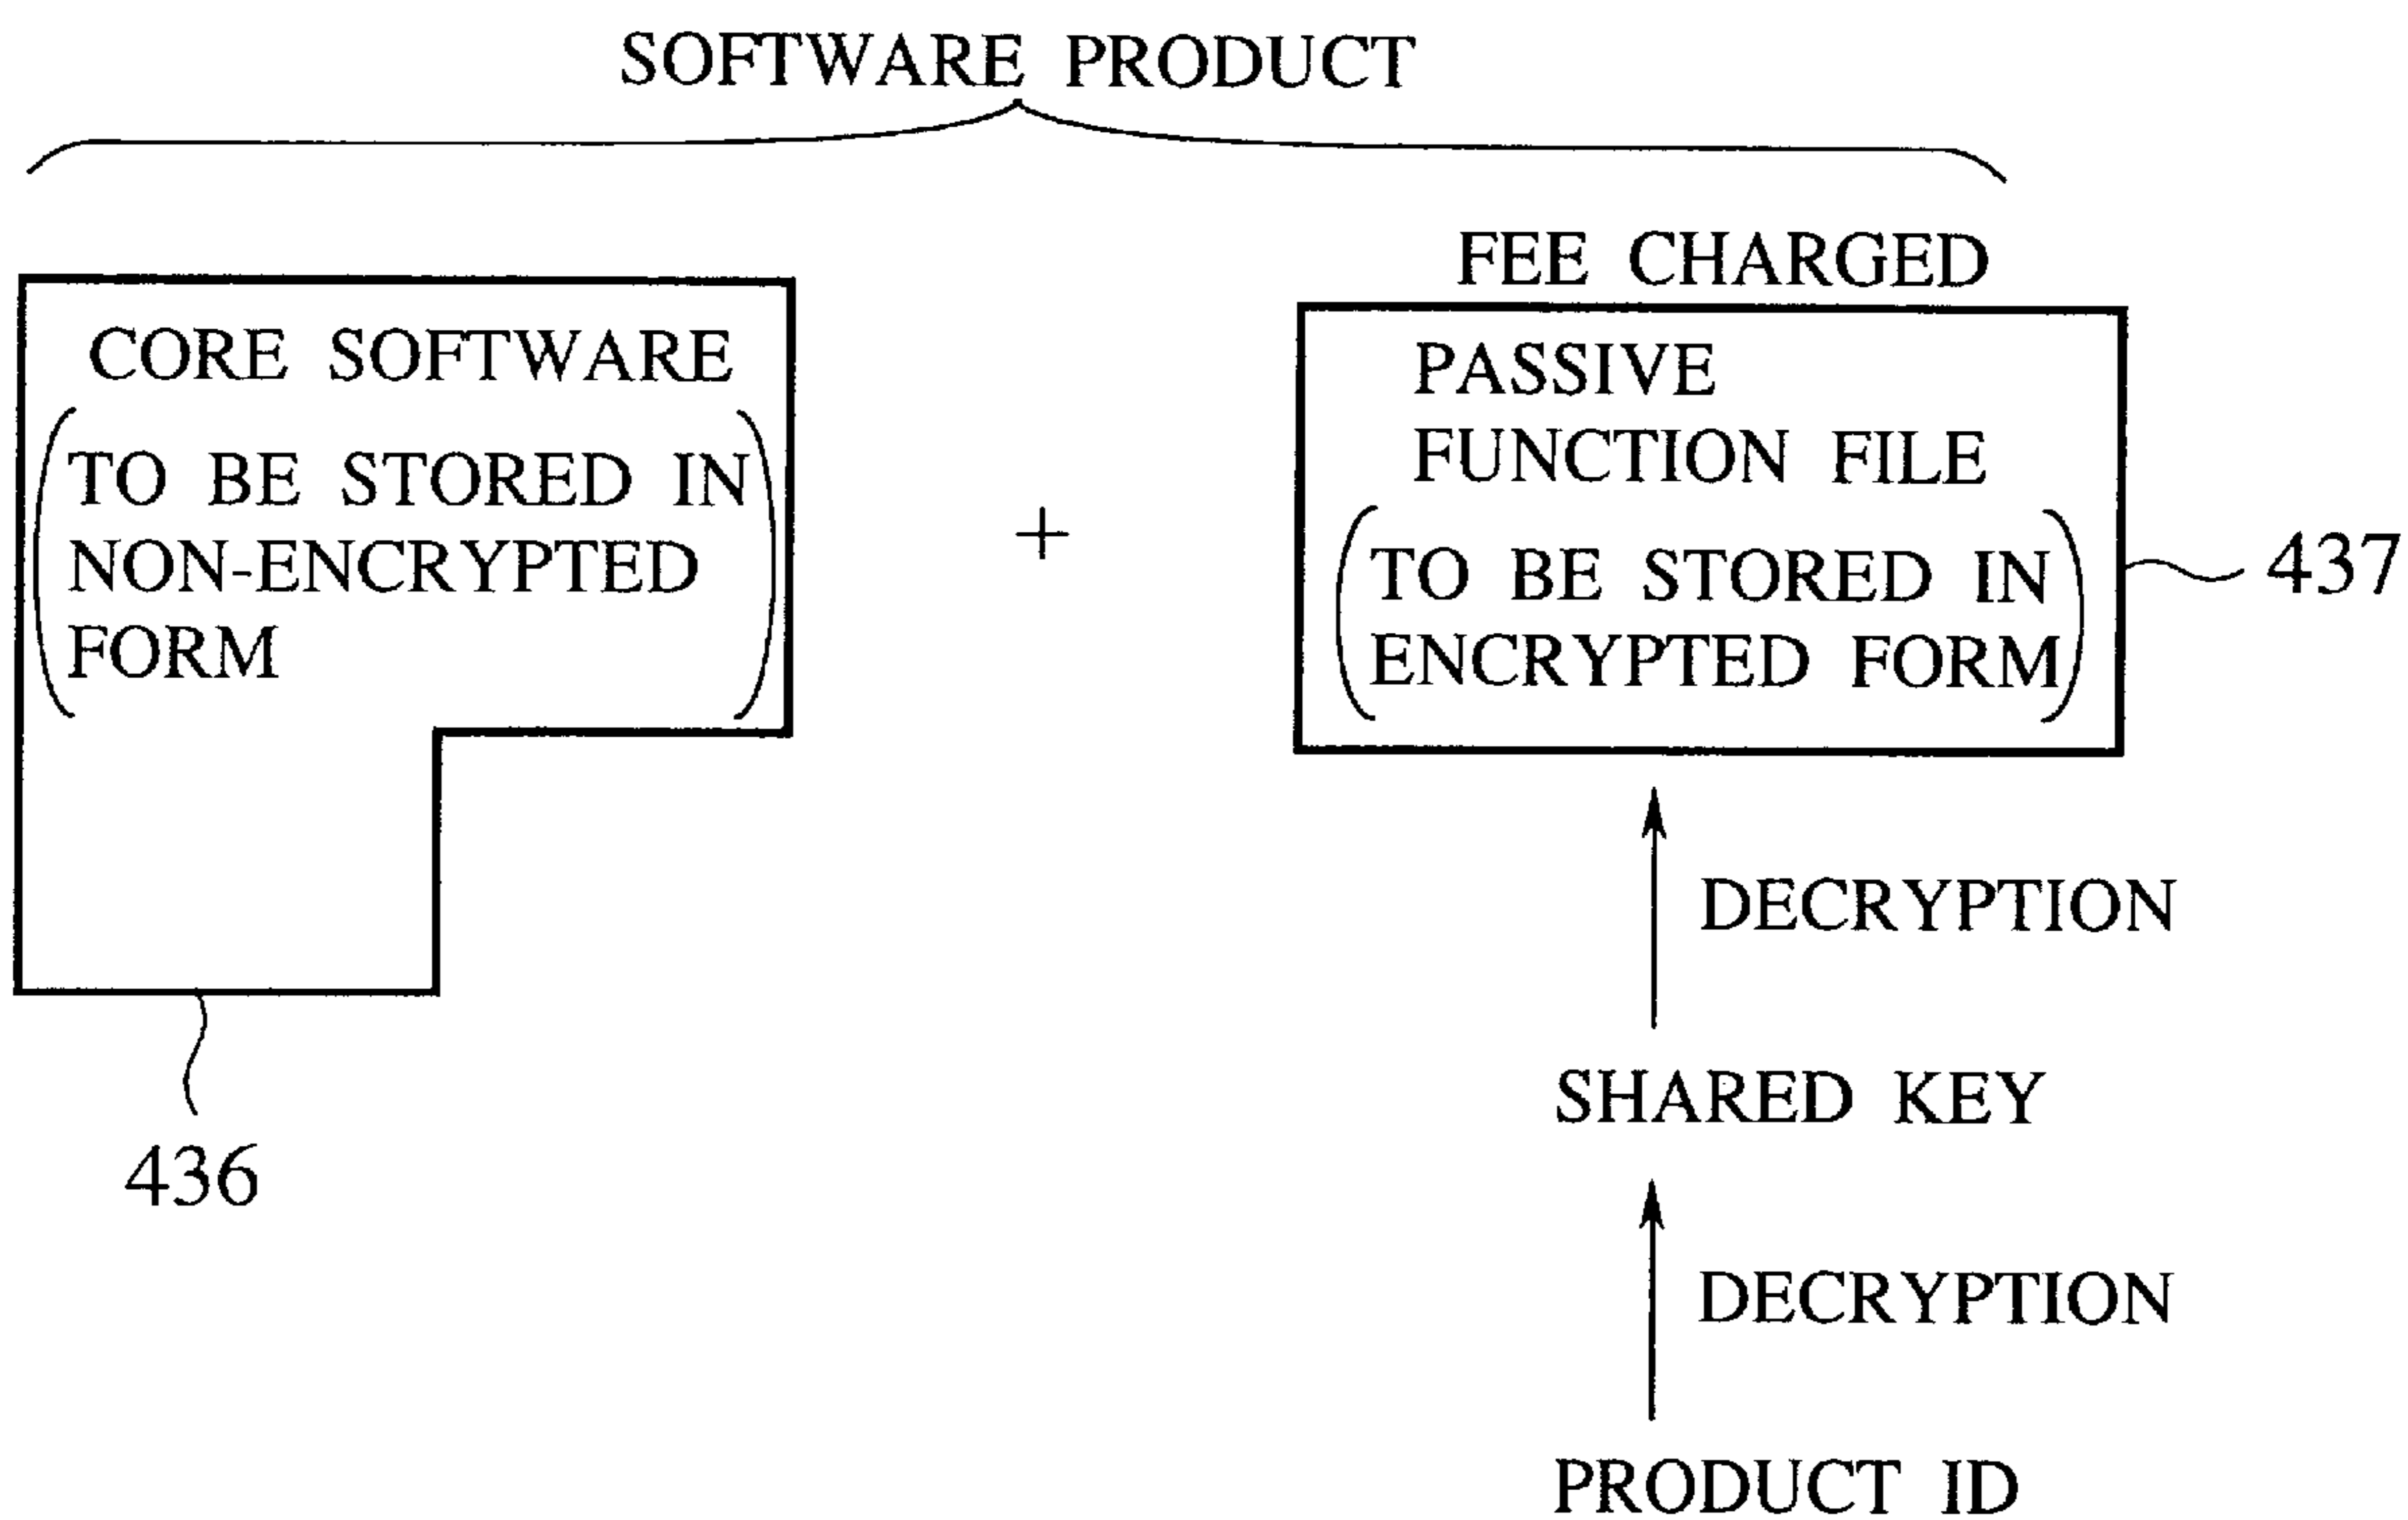 SOFTWARE PRODUCT
CORE SOFTWARE
TO BE STORED IN
NON-ENCRYPTED
FORM
436
+
FEE CHARGED
PASSIVE
FUNCTION FILE
TO BE STORED IN
ENCRYPTED FORM
437
DECRYPTION
SHARED KEY
DECRYPTION
PRODUCT ID